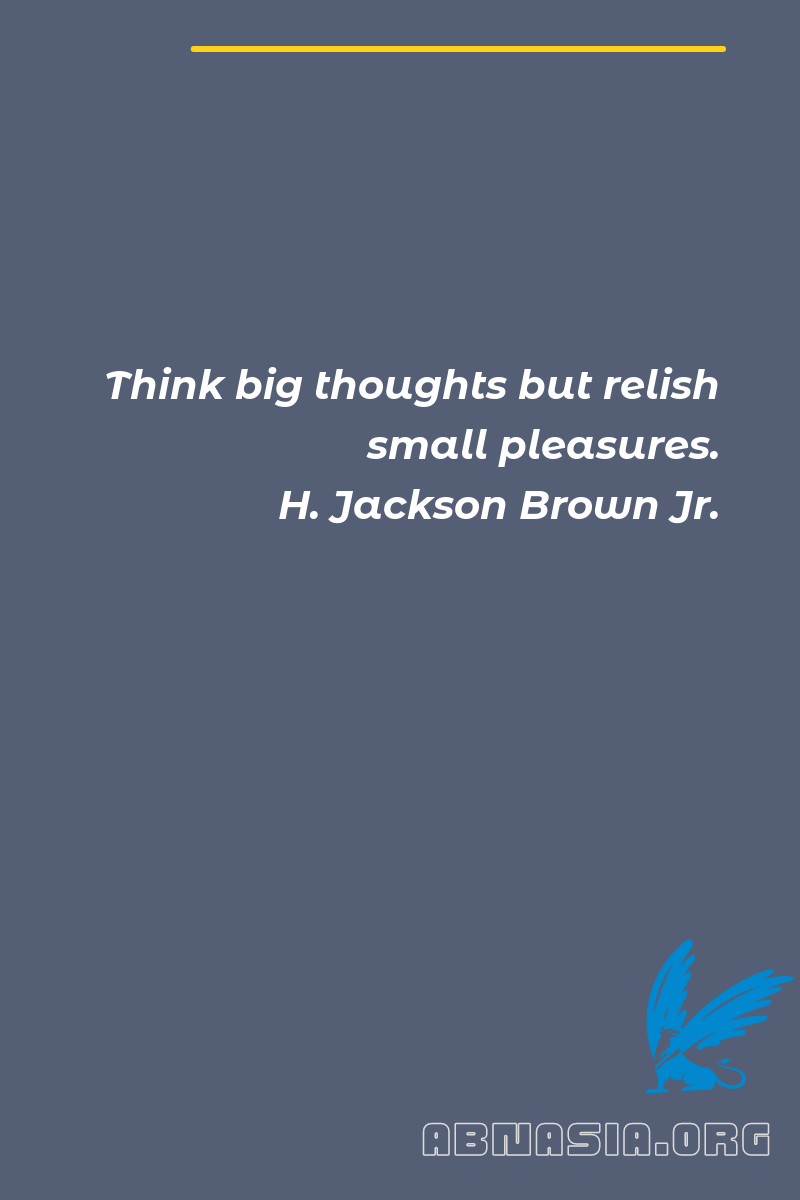 Think big thoughts but relish
small pleasures.
H. Jackson Brown Jr.
ABNASIA.ORG